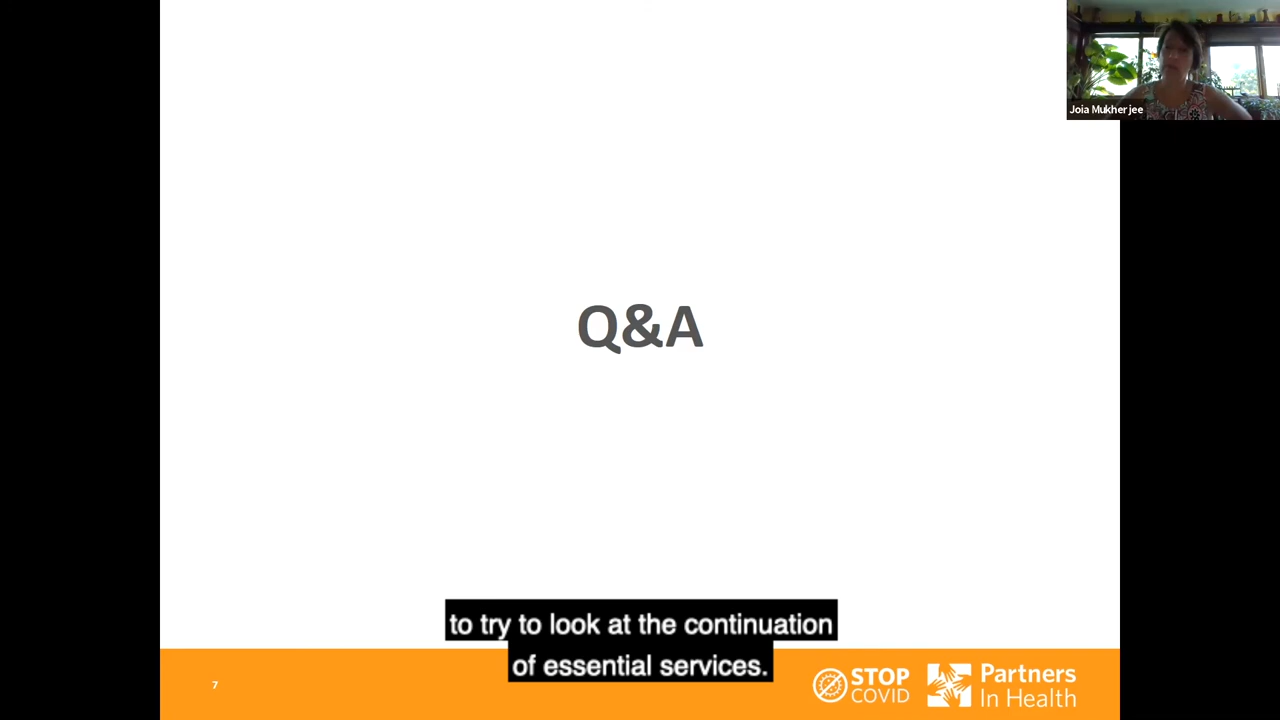 Joia Mukherjee
Q&A
to try to look at the continuation
of essential services.
7
STOP
COVID
Partners
In Health